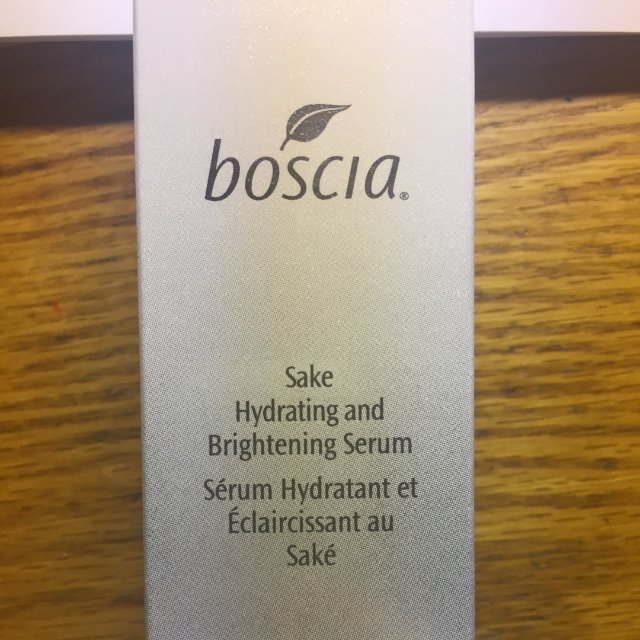 boscia®
Sake
Hydrating and
Brightening Serum
Sérum Hydratant et
Éclaircissant au
Saké